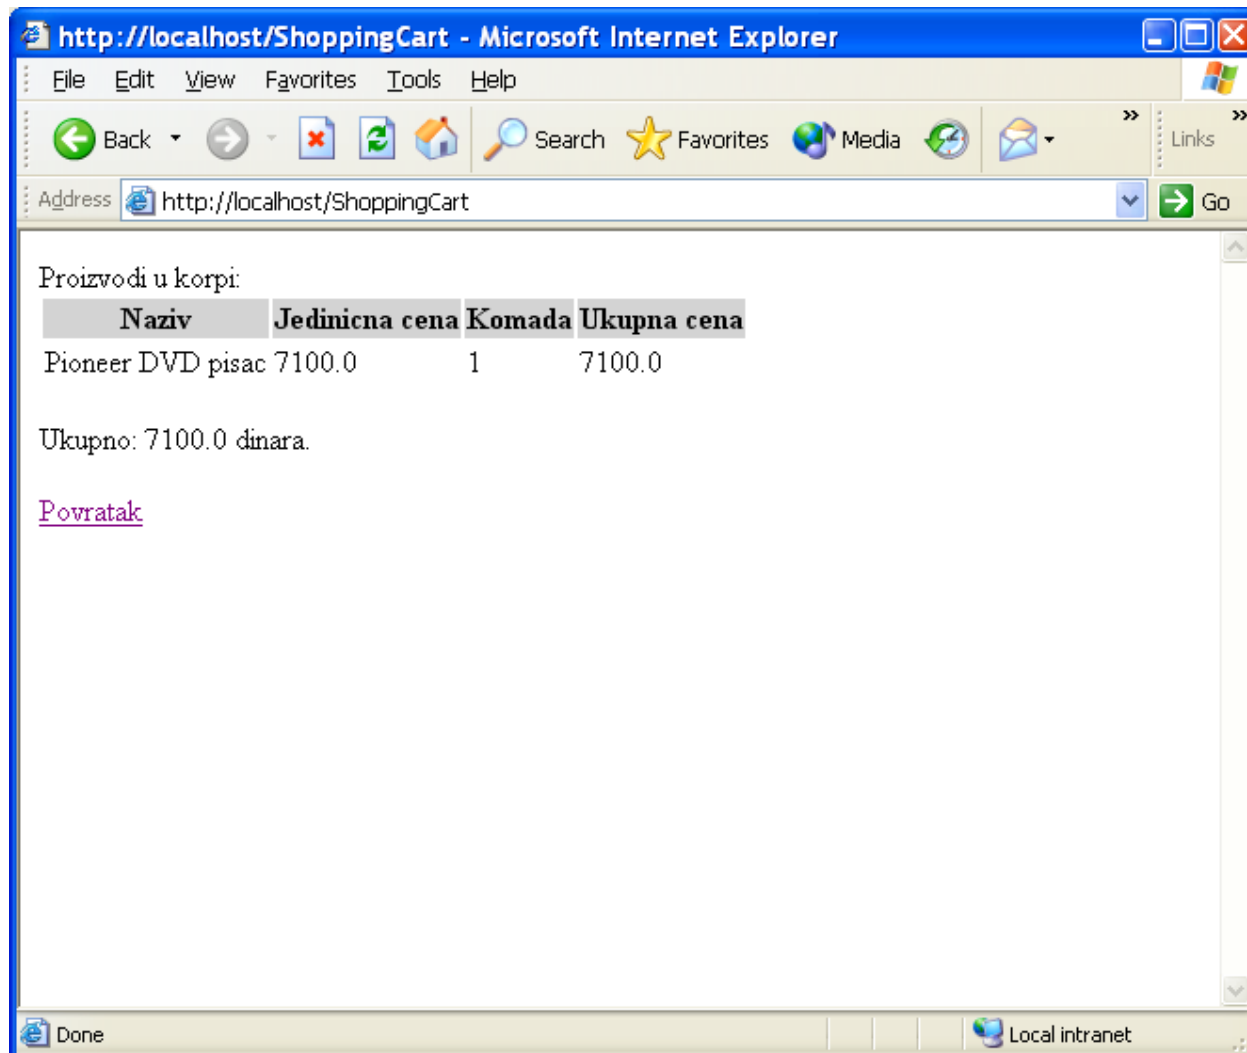 http://localhost/ShoppingCart - Microsoft Internet Explorer
File Edit View Favorites Tools Help
Back Search Favorites Media » Links »
Address http://localhost/ShoppingCart Go
Proizvodi u korpi:
Naziv Jedinicna cena Komada Ukupna cena
Pioneer DVD pisac 7100.0 1 7100.0
Ukupno: 7100.0 dinara.
Povratak
Done Local intranet